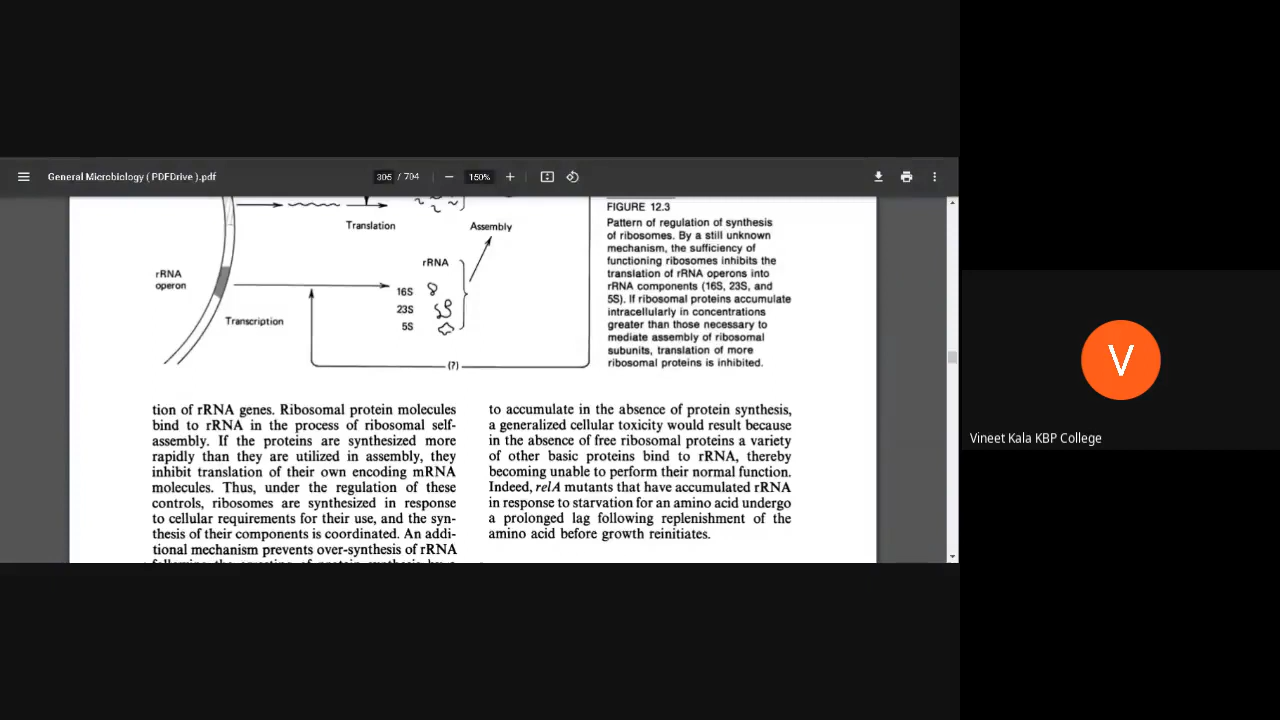 General Microbiology ( PDFDrive ).pdf
306 / 704
150%
Translation
Assembly
rRNA
rRNA
operon
16S
23S
5S
Transcription
(?)
FIGURE 12.3
Pattern of regulation of synthesis
of ribosomes. By a still unknown
mechanism, the sufficiency of
functioning ribosomes inhibits the
translation of rRNA operons into
rRNA components (16S, 23S, and
5S). If ribosomal proteins accumulate
intracellularly in concentrations
greater than those necessary to
mediate assembly of ribosomal
subunits, translation of more
ribosomal proteins is inhibited.
tion of rRNA genes. Ribosomal protein molecules
bind to rRNA in the process of ribosomal self-
assembly. If the proteins are synthesized more
rapidly than they are utilized in assembly, they
inhibit translation of their own encoding mRNA
molecules. Thus, under the regulation of these
controls, ribosomes are synthesized in response
to cellular requirements for their use, and the syn-
thesis of their components is coordinated. An addi-
tional mechanism prevents over-synthesis of rRNA
to accumulate in the absence of protein synthesis,
a generalized cellular toxicity would result because
in the absence of free ribosomal proteins a variety
of other basic proteins bind to rRNA, thereby
becoming unable to perform their normal function.
Indeed, relA mutants that have accumulated rRNA
in response to starvation for an amino acid undergo
a prolonged lag following replenishment of the
amino acid before growth reinitiates.
V
Vineet Kala KBP College